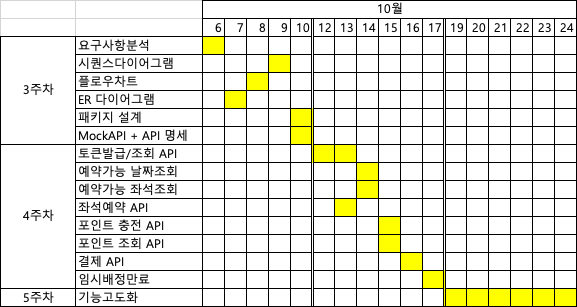 10월
6 7 8 9 10 12 13 14 15 16 17 19 20 21 22 23 24
3주차
요구사항분석
시퀀스다이어그램
플로우차트
ER 다이어그램
패키지 설계
MockAPI + API 명세
4주차
토큰발급/조회 API
예약가능 날짜조회
예약가능 좌석조회
좌석예약 API
포인트 충전 API
포인트 조회 API
결제 API
임시배정만료
5주차
기능고도화